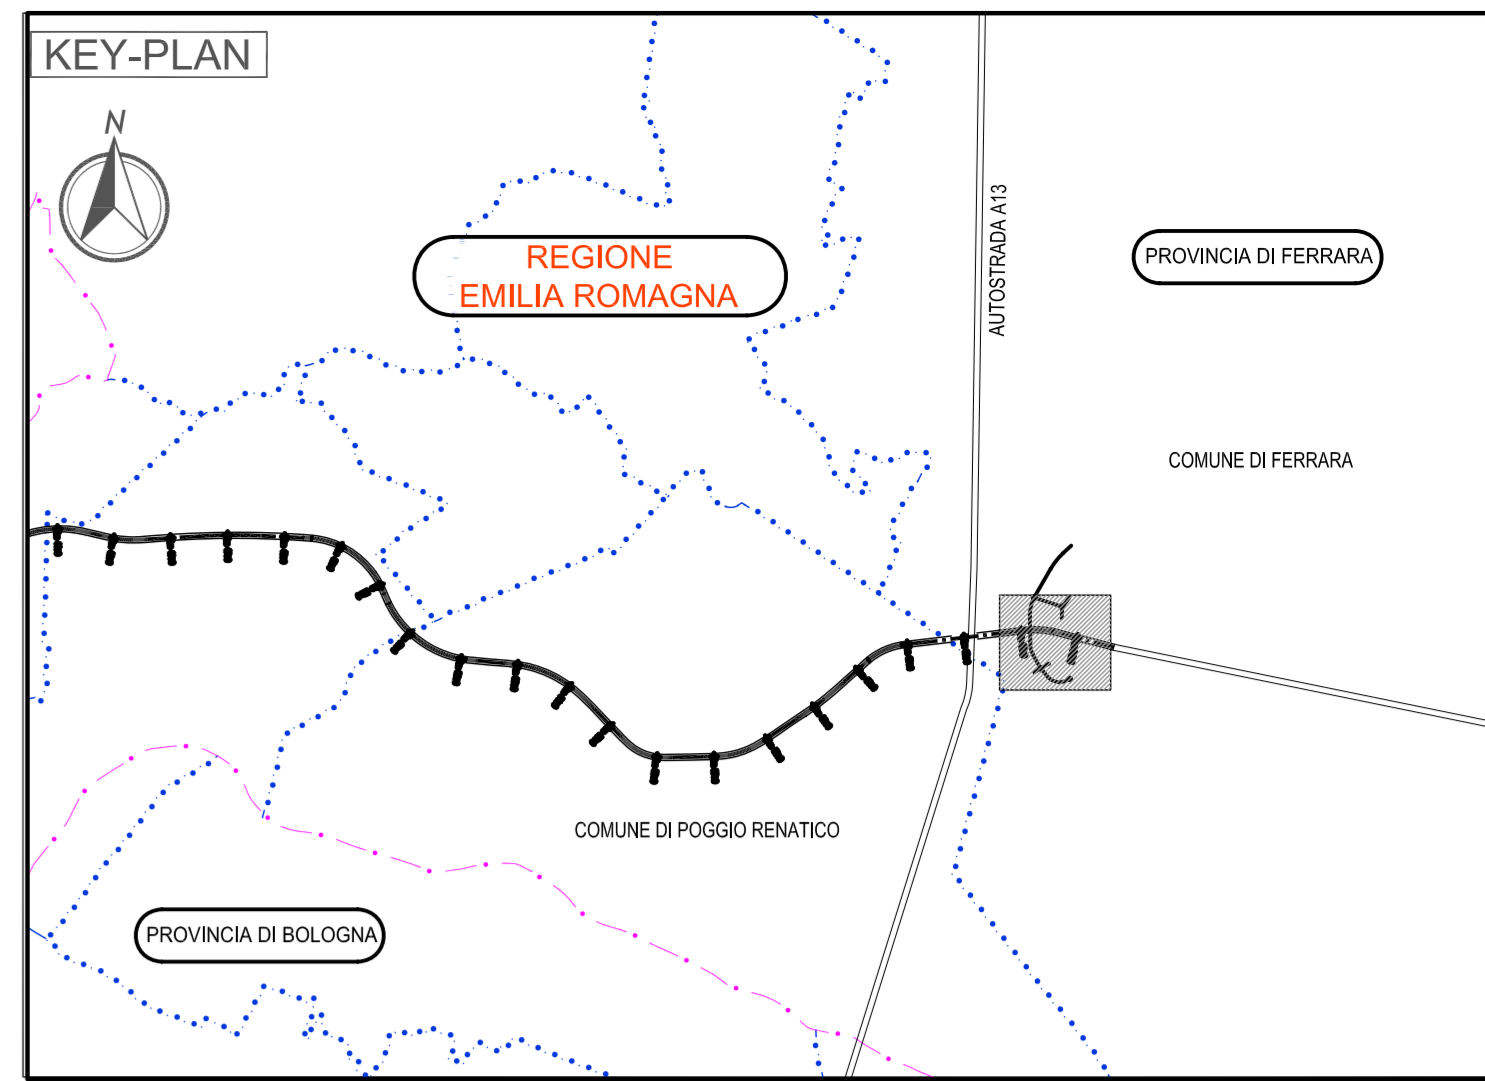 KEY-PLAN
N
REGIONE
EMILIA ROMAGNA
AUTOSTRADA A13
PROVINCIA DI FERRARA
COMUNE DI FERRARA
COMUNE DI POGGIO RENATICO
PROVINCIA DI BOLOGNA